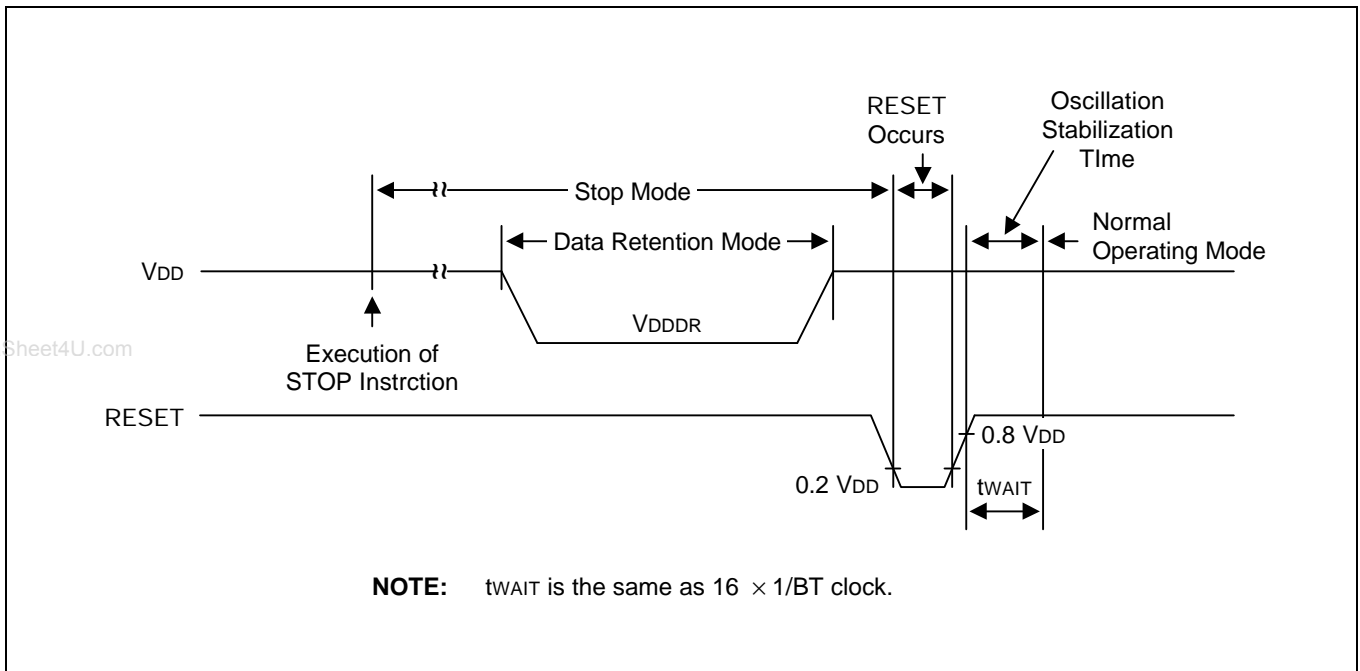 RESET
Occurs
Oscillation
Stabilization
TIme
Stop Mode
Data Retention Mode
Normal
Operating Mode
VDD
VDDDR
Execution of
STOP Instrction
Sheet4U.com
RESET
0.8 VDD
0.2 VDD
tWAIT
NOTE: tWAIT is the same as 16 × 1/BT clock.